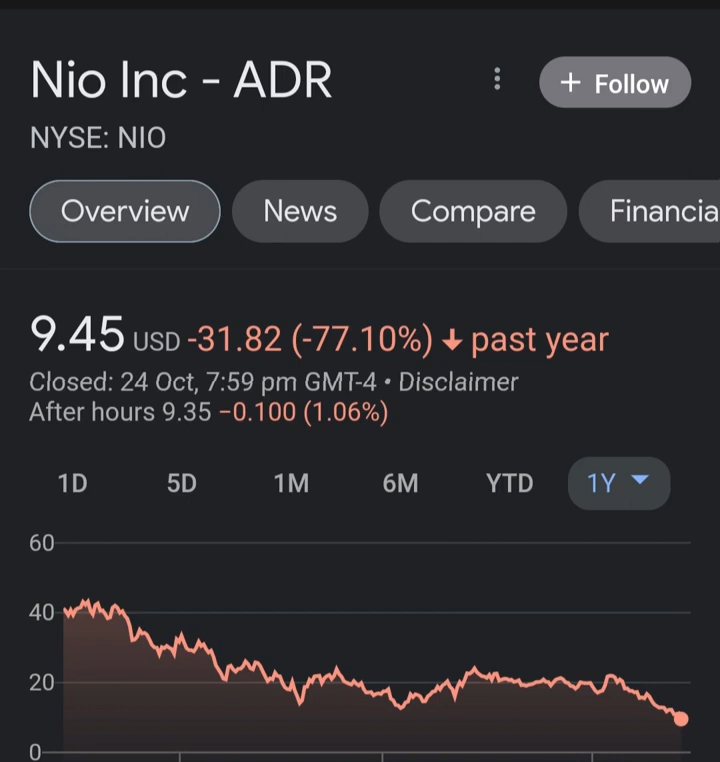 Nio Inc - ADR
+ Follow
NYSE: NIO
Overview
News
Compare
Financia
9.45 USD -31.82 (-77.10%) ↓ past year
Closed: 24 Oct, 7:59 pm GMT-4 • Disclaimer
After hours 9.35 −0.100 (1.06%)
1D
5D
1M
6M
YTD
1Y
60
40
20
0